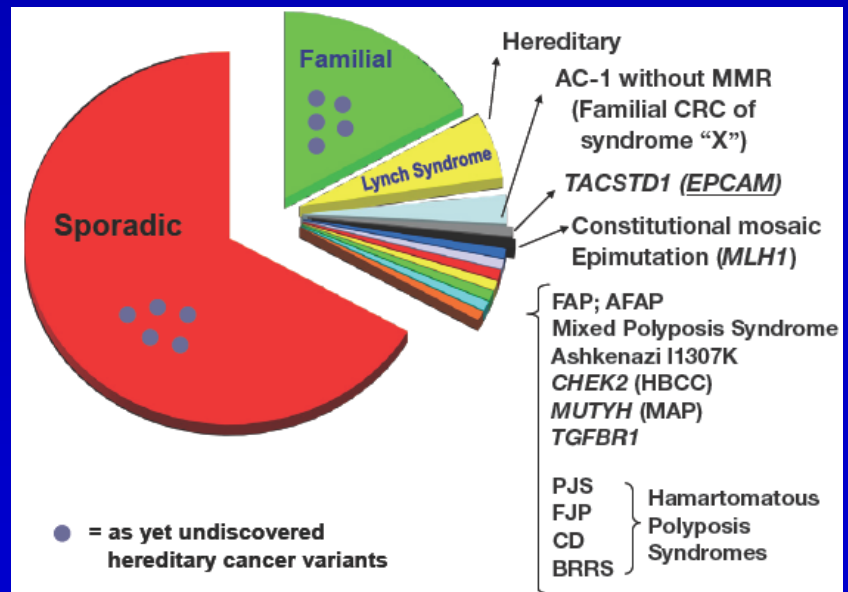 Familial
Hereditary
AC-1 without MMR
(Familial CRC of
syndrome “X”)
Lynch Syndrome
TACSTD1 (EPCAM)
Sporadic
Constitutional mosaic
Epimutation (MLH1)
FAP; AFAP
Mixed Polyposis Syndrome
Ashkenazi I1307K
CHEK2 (HBCC)
MUTYH (MAP)
TGFBR1
PJS
FJP
CD
BRRS
Hamartomatous
Polyposis
Syndromes
= as yet undiscovered
hereditary cancer variants